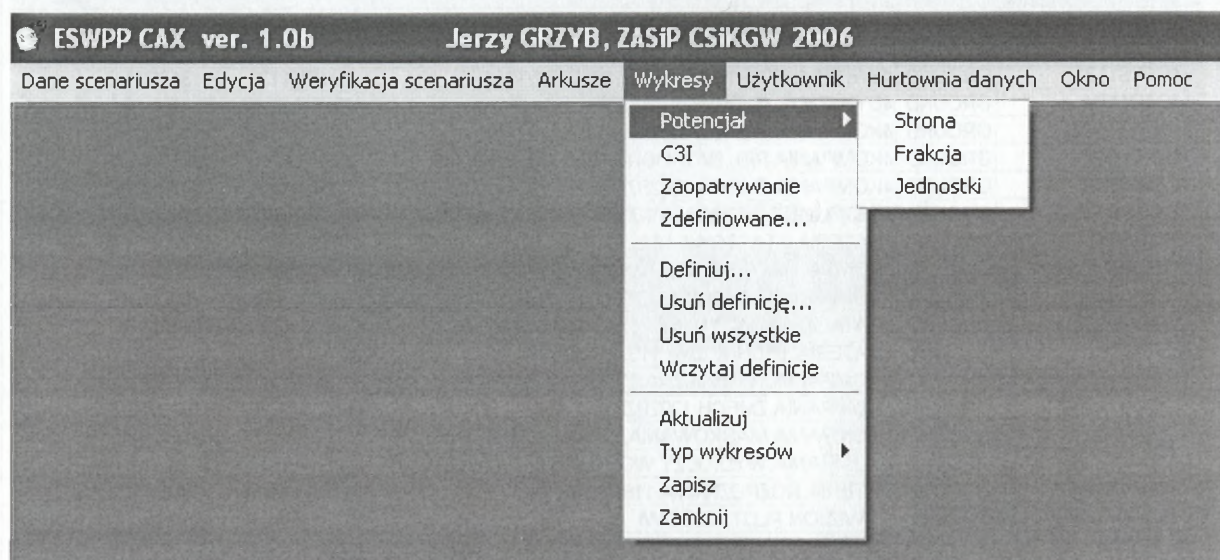 ESWPP CAX ver. 1.0b Jerzy GRZYB, ZASiP CSiKGW 2006
Dane scenariusza Edycja Weryfikacja scenariusza Arkusze Wykresy Użytkownik Hurtownia danych Okno Pomoc
Potencjał
C3I
Zaopatrywanie
Zdefiniowane...
Definiuj...
Usuń definicję...
Usuń wszystkie
Wczytaj definicje
Aktualizuj
Typ wykresów
Zapisz
Zamknij
Strona
Frakcja
Jednostki